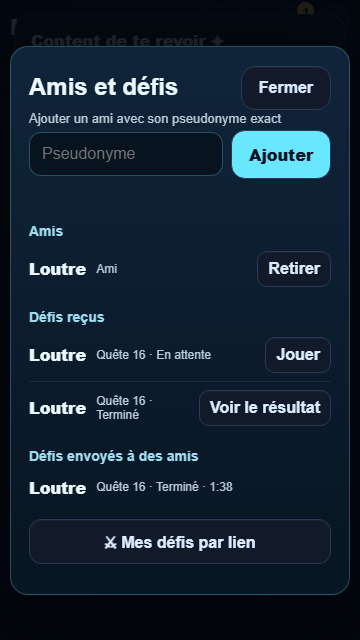 Content de te revoir ✦
Amis et défis
Fermer
Ajouter un ami avec son pseudonyme exact
Pseudonyme
Ajouter
Amis
Loutre Ami
Retirer
Défis reçus
Loutre Quête 16 · En attente
Jouer
Loutre Quête 16 ·
Terminé
Voir le résultat
Défis envoyés à des amis
Loutre Quête 16 · Terminé · 1:38
⚔ Mes défis par lien